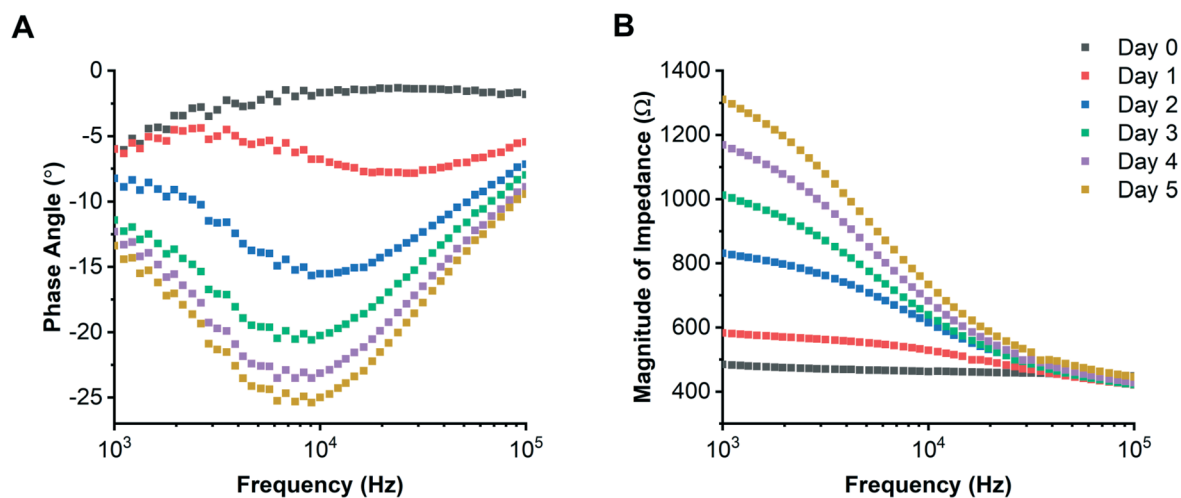 A
0
-5
-10
-15
-20
-25
Phase Angle (°)
10³
10⁴
10⁵
Frequency (Hz)
B
1400
1200
1000
800
600
400
Magnitude of Impedance (Ω)
10³
10⁴
10⁵
Frequency (Hz)
Day 0
Day 1
Day 2
Day 3
Day 4
Day 5